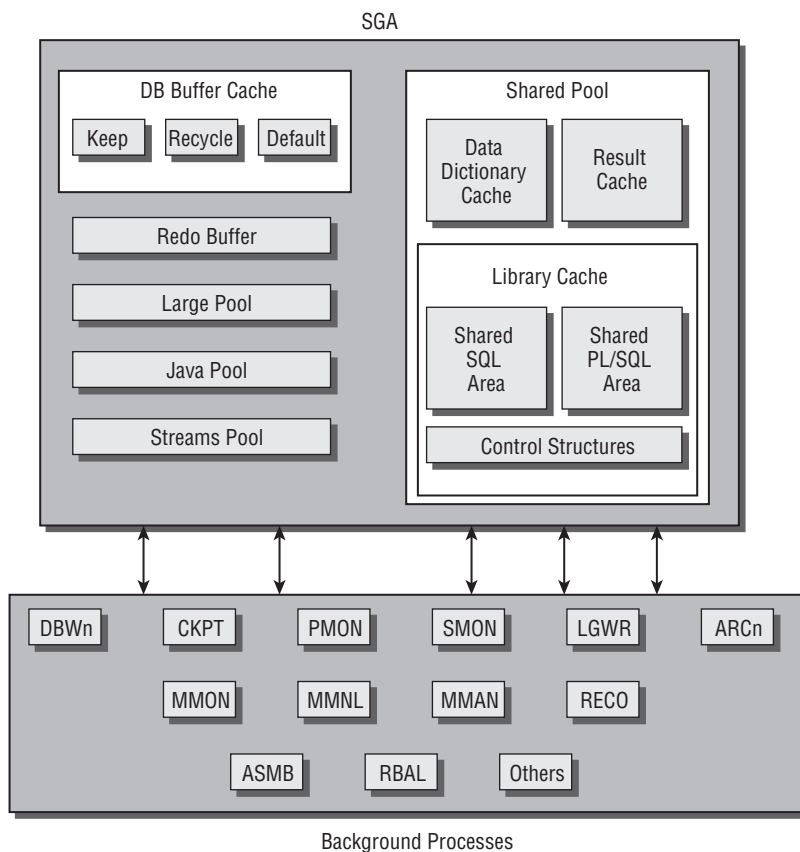 SGA
DB Buffer Cache
Keep
Recycle
Default
Redo Buffer
Large Pool
Java Pool
Streams Pool
Shared Pool
Data
Dictionary
Cache
Result
Cache
Library Cache
Shared
SQL
Area
Shared
PL/SQL
Area
Control Structures
DBWn
CKPT
PMON
SMON
LGWR
ARCn
MMON
MMNL
MMAN
RECO
ASMB
RBAL
Others
Background Processes